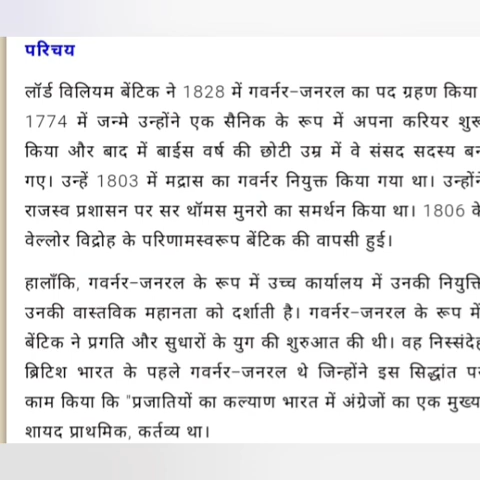 परिचय
लॉर्ड विलियम बेंटिक ने 1828 में गवर्नर-जनरल का पद ग्रहण किया
1774 में जन्मे उन्होंने एक सैनिक के रूप में अपना करियर शुरू
किया और बाद में बाईस वर्ष की छोटी उम्र में वे संसद सदस्य बन
गए। उन्हें 1803 में मद्रास का गवर्नर नियुक्त किया गया था। उन्होंने
राजस्व प्रशासन पर सर थॉमस मुनरो का समर्थन किया था। 1806 के
वेल्लोर विद्रोह के परिणामस्वरूप बेंटिक की वापसी हुई।
हालाँकि, गवर्नर-जनरल के रूप में उच्च कार्यालय में उनकी नियुक्ति
उनकी वास्तविक महानता को दर्शाती है। गवर्नर-जनरल के रूप में
बेंटिक ने प्रगति और सुधारों के युग की शुरुआत की थी। वह निस्संदेह
ब्रिटिश भारत के पहले गवर्नर-जनरल थे जिन्होंने इस सिद्धांत पर
काम किया कि "प्रजातियों का कल्याण भारत में अंग्रेजों का एक मुख्य
शायद प्राथमिक, कर्तव्य था।